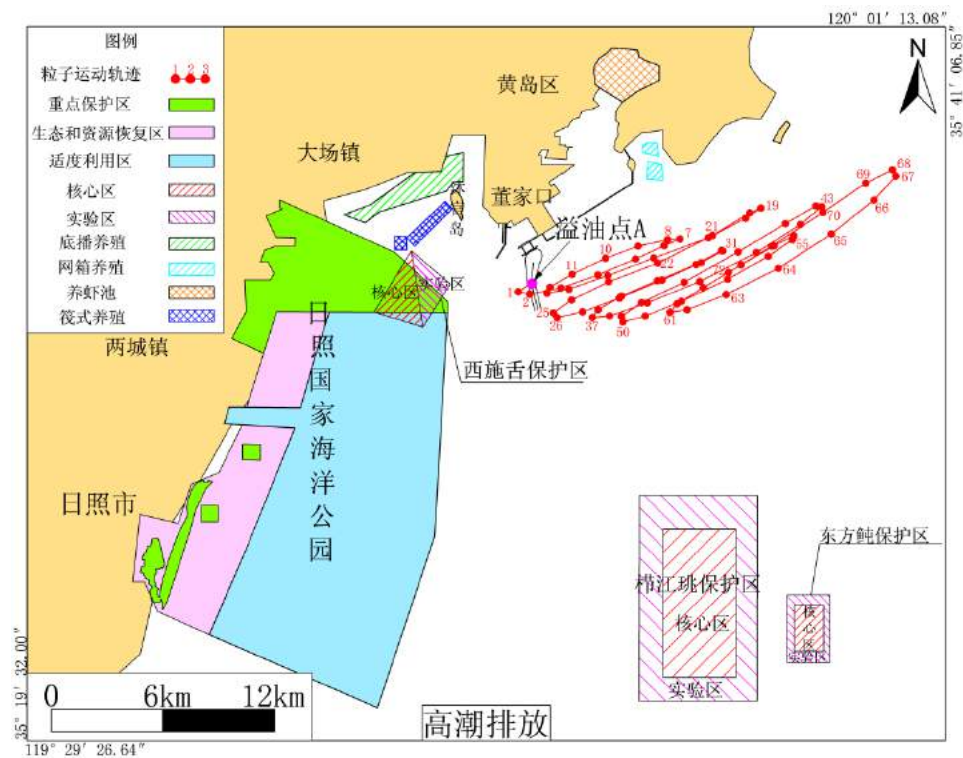 120° 01′ 13.08″
35° 41′ 06.85″
N
图例
粒子运动轨迹
1 2 3
重点保护区
生态和资源恢复区
适度利用区
核心区
实验区
底播养殖
网箱养殖
养虾池
筏式养殖
黄岛区
大场镇
董家口
岛
溢油点A
两城镇
核心区
实验区
日照国家海洋公园
西施舌保护区
日照市
1
2
7
8
10
11
19
21
22
25
26
31
37
43
50
55
61
63
64
65
66
67
68
69
70
东方鲀保护区
栉江珧保护区
核心区
实验区
核心区
实验区
0 6km 12km
高潮排放
35° 19′ 32.00″
119° 29′ 26.64″